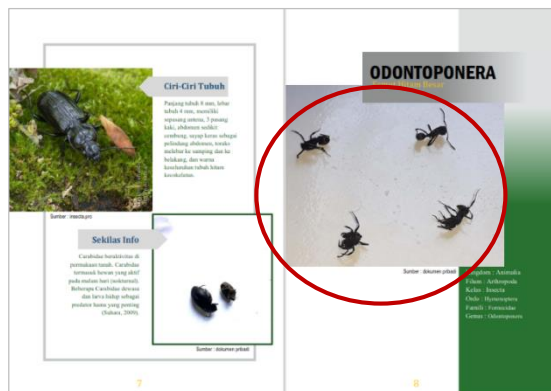 Ciri-Ciri Tubuh
Panjang tubuh 6 mm, lebar
tubuh 4 mm, memiliki
sepasang antena, 3 pasang
kaki, abdomen sedikit
cembung, sayap keras sebagai
pelindung abdomen, toraks
melebar ke samping dan ke
belakang, dan warna
keseluruhan tubuh hitam
kecokelatan.
Sumber : insecta.pro
Sekilas Info
Carabidae beraktivitas di
permukaan tanah. Carabidae
termasuk hewan yang aktif
pada malam hari (nokturnal).
Beberapa Carabidae dewasa
dan larva hidup sebagai
predator hama yang penting
(Suhara, 2009).
Sumber : dokumen pribadi
7
ODONTOPONERA
Hitam Besar
Sumber : dokumen pribadi
Kingdom : Animalia
Filum : Arthropoda
Kelas : Insecta
Ordo : Hymenoptera
Famili : Formicidae
Genus : Odontoponera
8